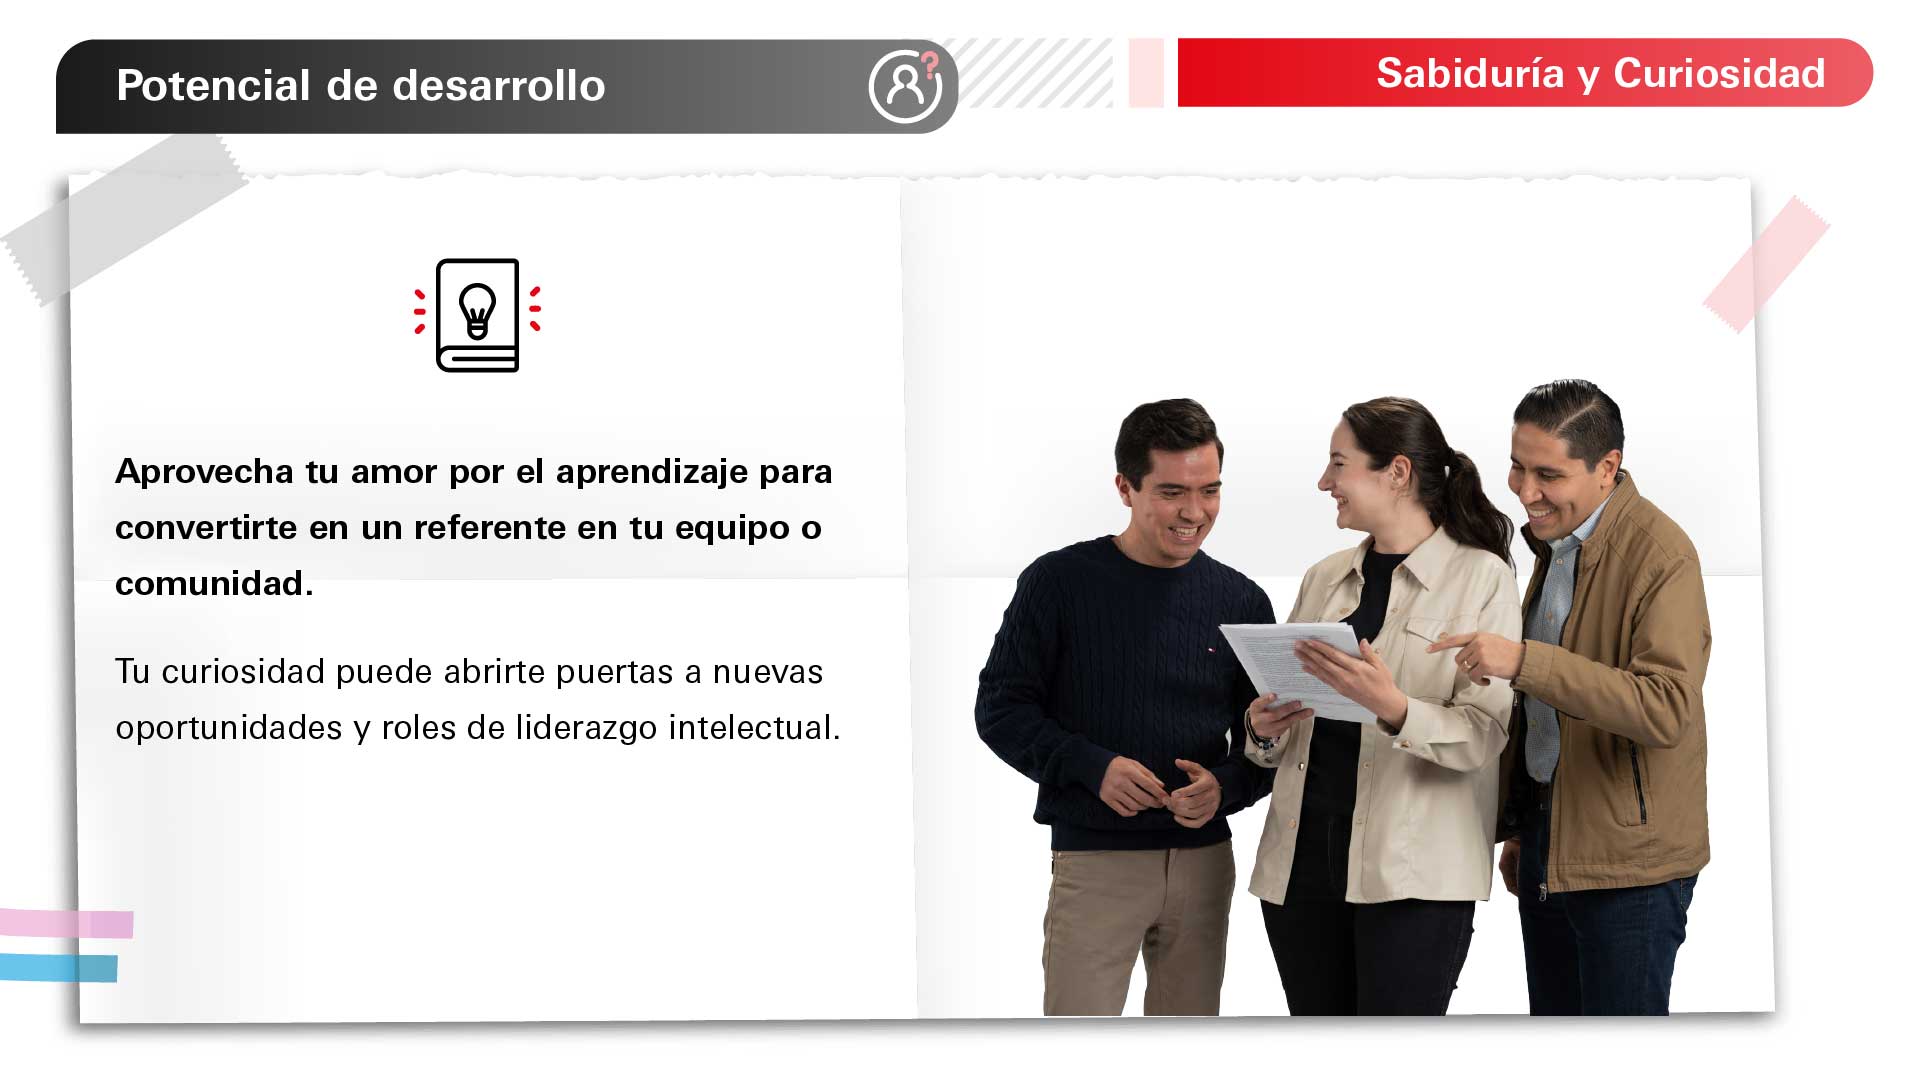 Potencial de desarrollo
Sabiduría y Curiosidad
Aprovecha tu amor por el aprendizaje para
convertirte en un referente en tu equipo o
comunidad.
Tu curiosidad puede abrirte puertas a nuevas
oportunidades y roles de liderazgo intelectual.